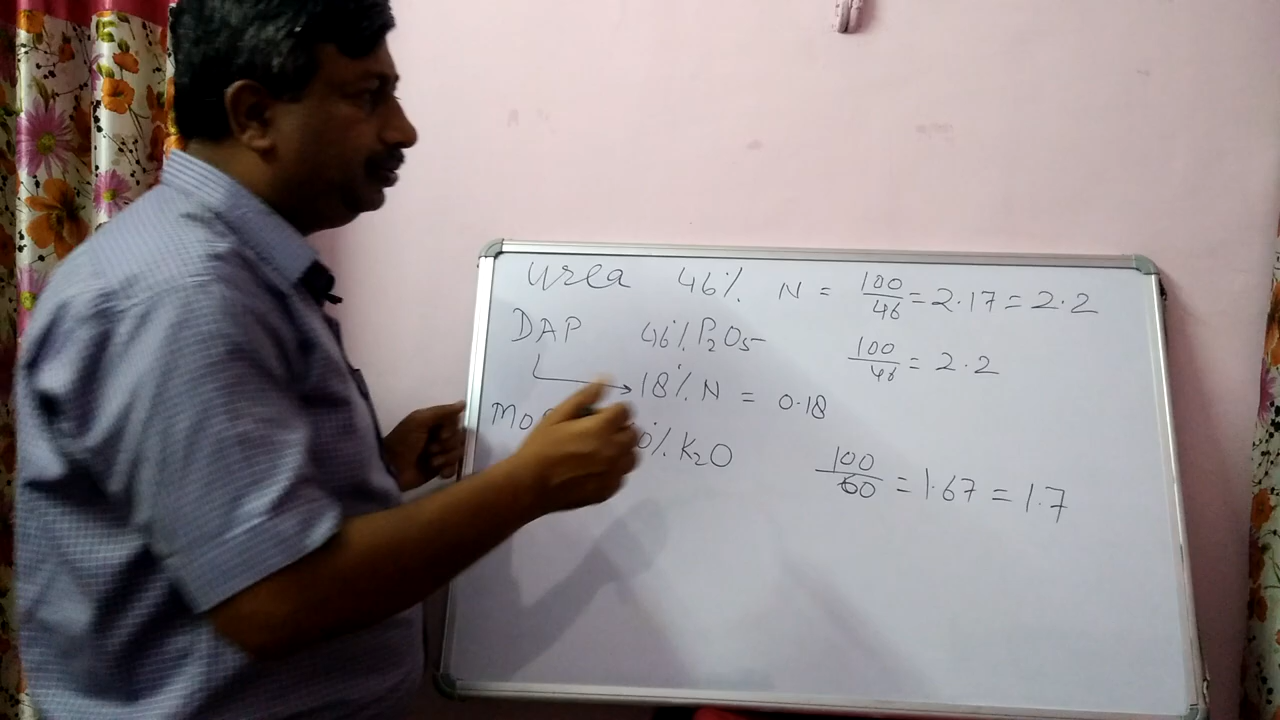 Urea 46% N = 100/46 = 2.17 = 2.2
DAP 46% P₂O₅ 100/46 = 2.2
→ 18% N = 0.18
0% K₂O 100/60 = 1.67 = 1.7